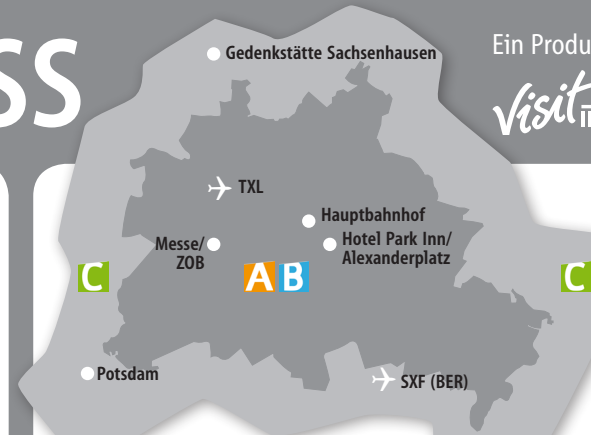 ss
Ein Produ
Gedenkstätte Sachsenhausen
visit
TXL
Hauptbahnhof
Messe/
ZOB
Hotel Park Inn/
Alexanderplatz
C
A B
C
Potsdam
SXF (BER)